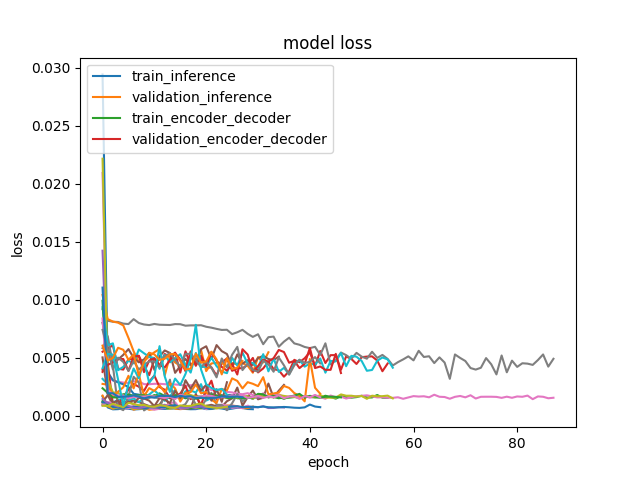 model loss
0.030
0.025
0.020
0.015
0.010
0.005
0.000
loss
train_inference
validation_inference
train_encoder_decoder
validation_encoder_decoder
0 20 40 60 80
epoch